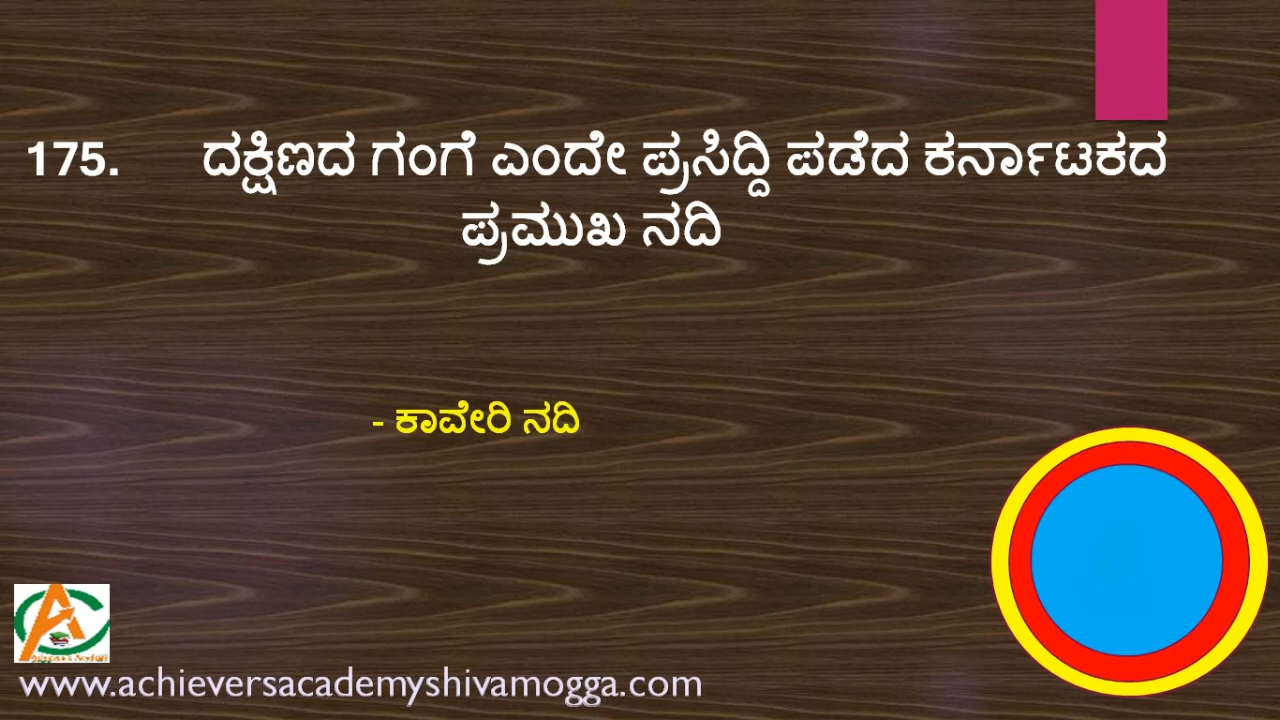 175. ದಕ್ಷಿಣದ ಗಂಗೆ ಎಂದೇ ಪ್ರಸಿದ್ದಿ ಪಡೆದ ಕರ್ನಾಟಕದ
ಪ್ರಮುಖ ನದಿ
- ಕಾವೇರಿ ನದಿ
www.achieversacademyshivamogga.com